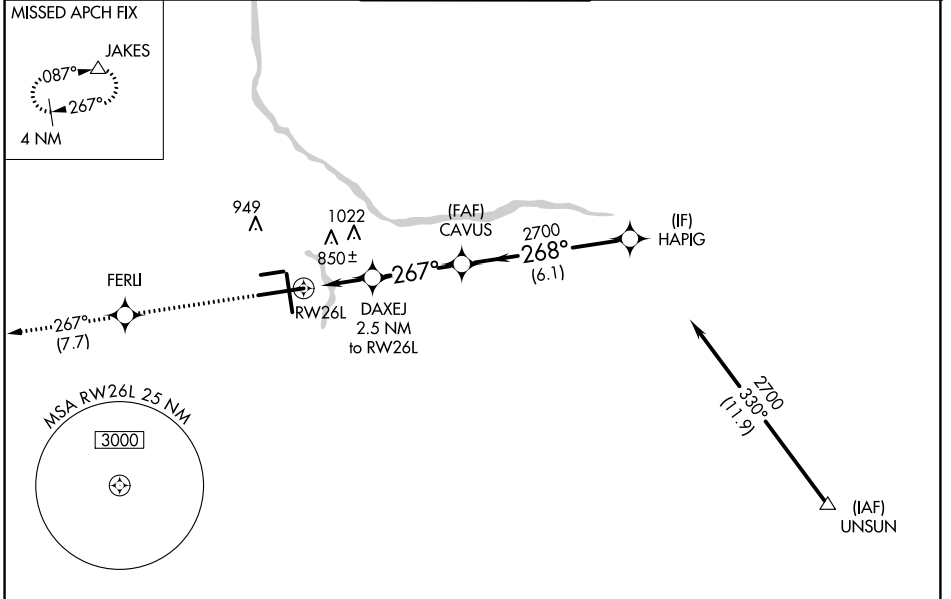 MISSED APCH FIX
JAKES
087°
267°
4 NM
949
1022
850±
(FAF)
CAVUS
2700
268°
(6.1)
(IF)
HAPIG
267°
FERLI
RW26L
DAXEJ
2.5 NM
to RW26L
267°
(7.7)
2700
330°
(11.9)
MSA RW26L 25 NM
3000
(IAF)
UNSUN